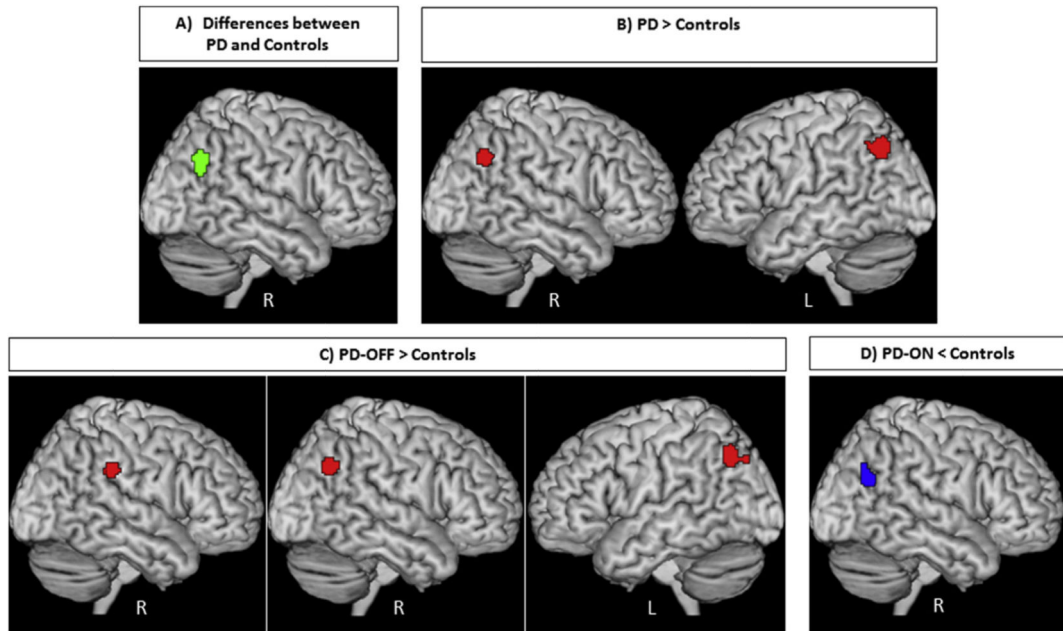 A) Differences between
PD and Controls
B) PD > Controls
R
R
L
C) PD-OFF > Controls
D) PD-ON < Controls
R
R
L
R